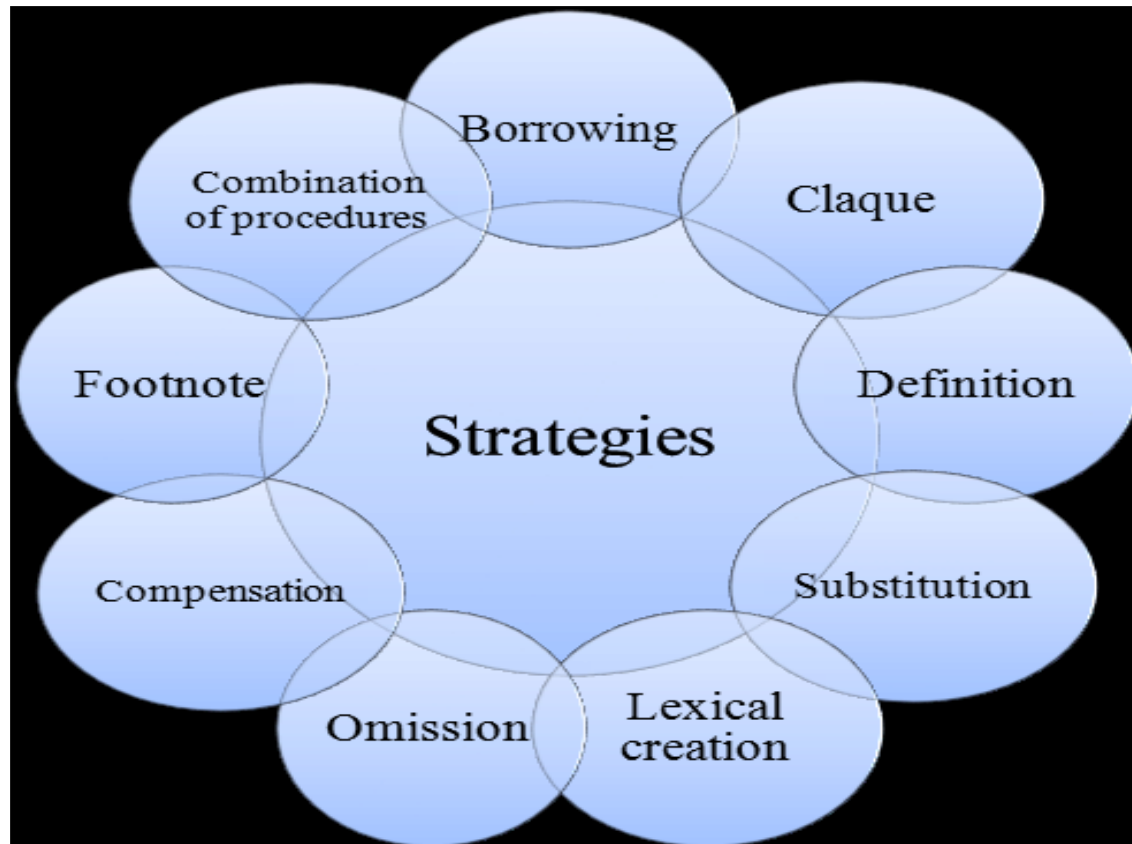 Borrowing
Combination
of procedures
Claque
Footnote
Definition
Strategies
Compensation
Substitution
Omission
Lexical
creation